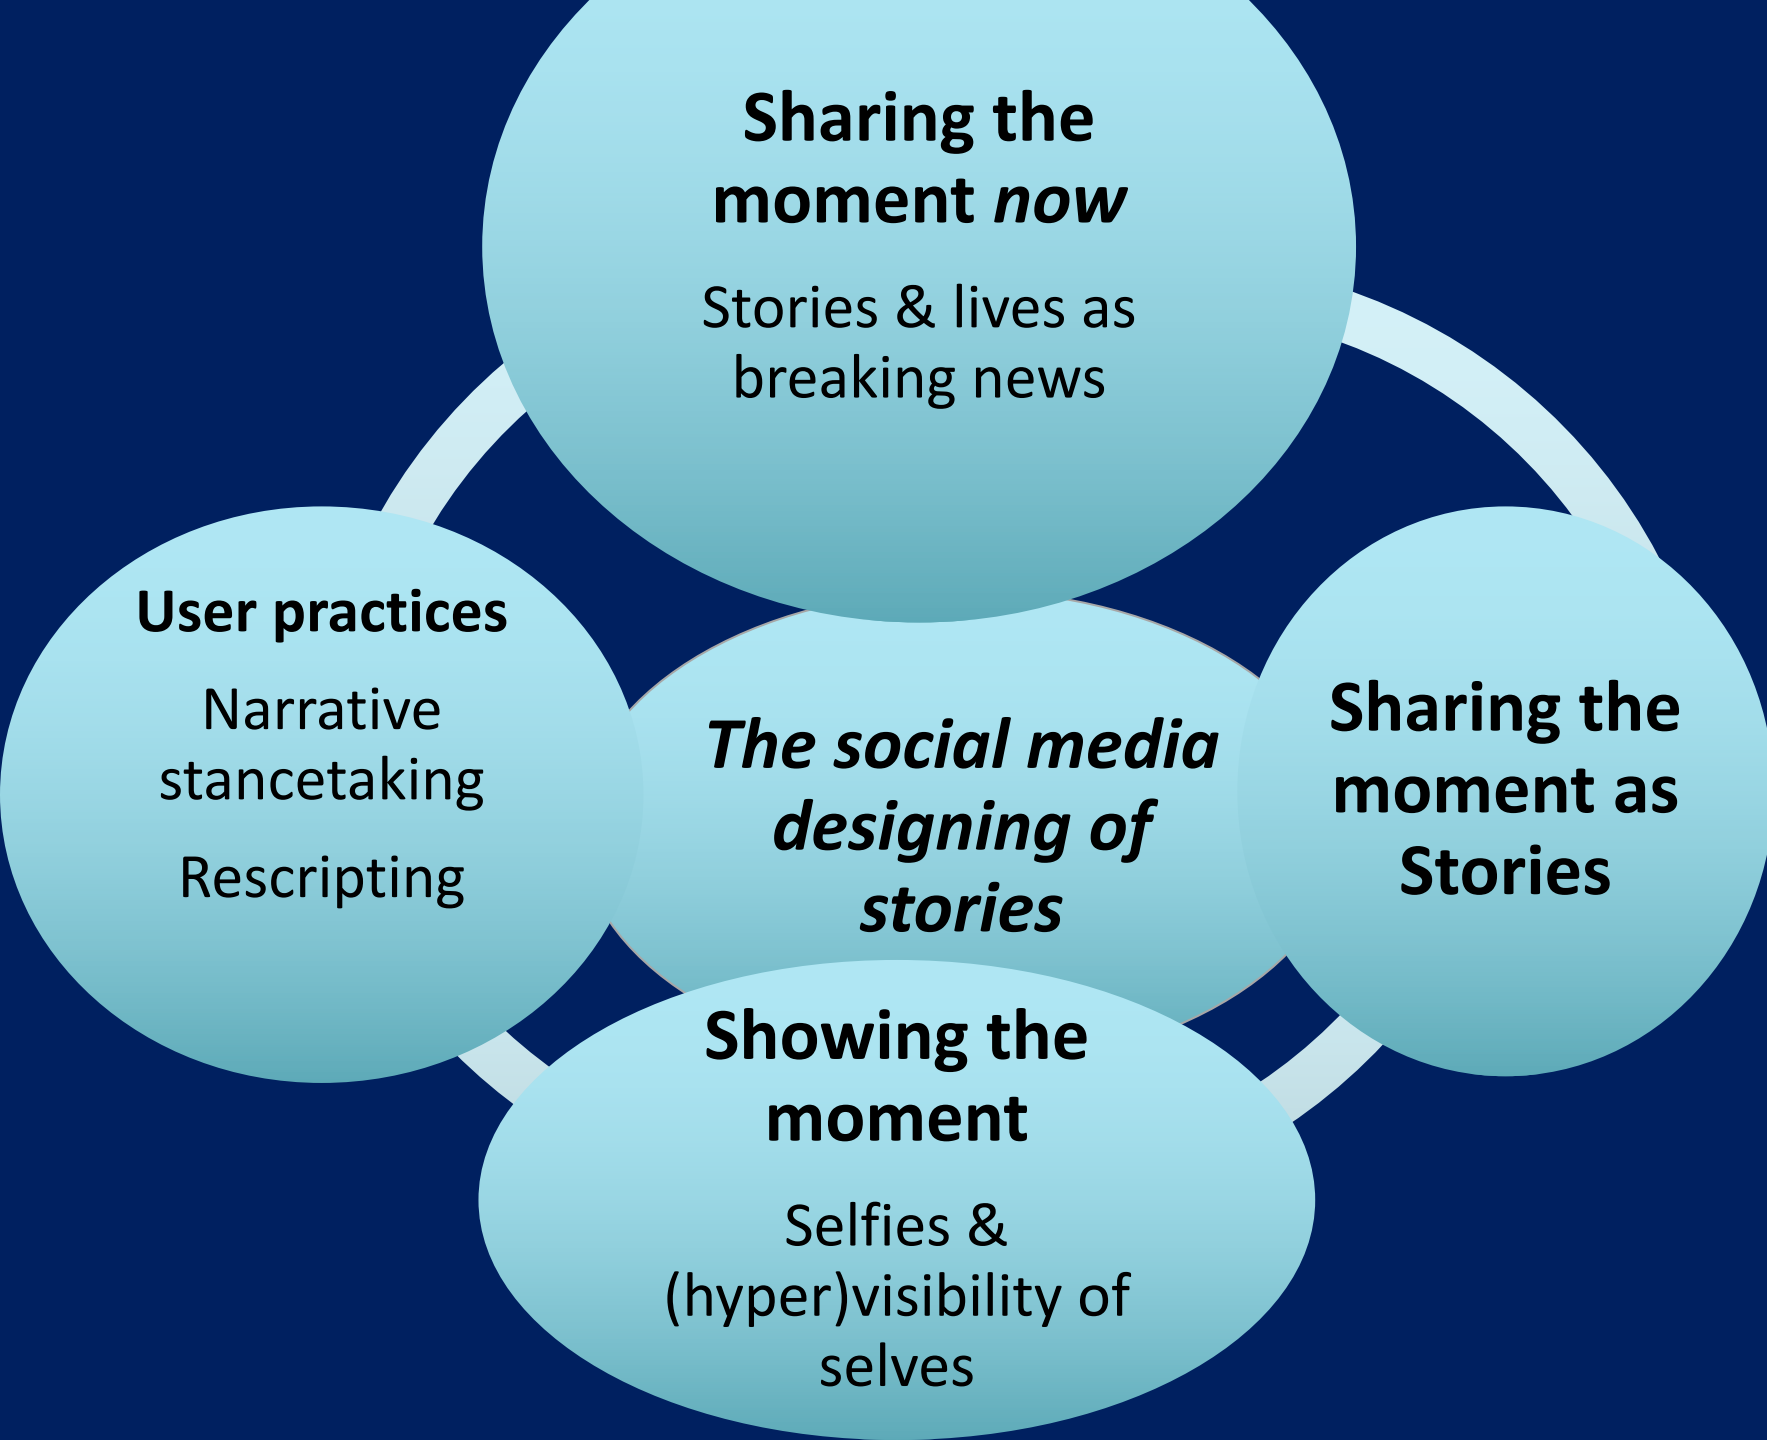 Sharing the
moment now
Stories & lives as
breaking news
User practices
Narrative
stancetaking
Rescripting
The social media
designing of
stories
Sharing the
moment as
Stories
Showing the
moment
Selfies &
(hyper)visibility of
selves